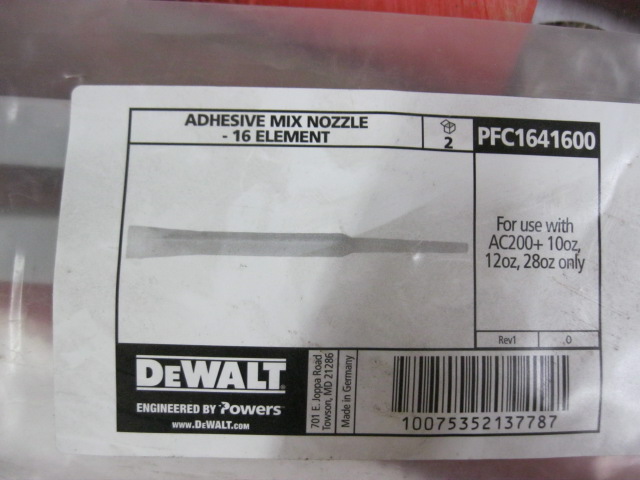 ADHESIVE MIX NOZZLE
- 16 ELEMENT
2
PFC1641600
For use with
AC200+ 10oz,
12oz, 28oz only
Rev1 .0
DEWALT
ENGINEERED BY Powers
www.DEWALT.com
701 E. Joppa Road
Towson, MD 21286
Made in Germany
10075352137787